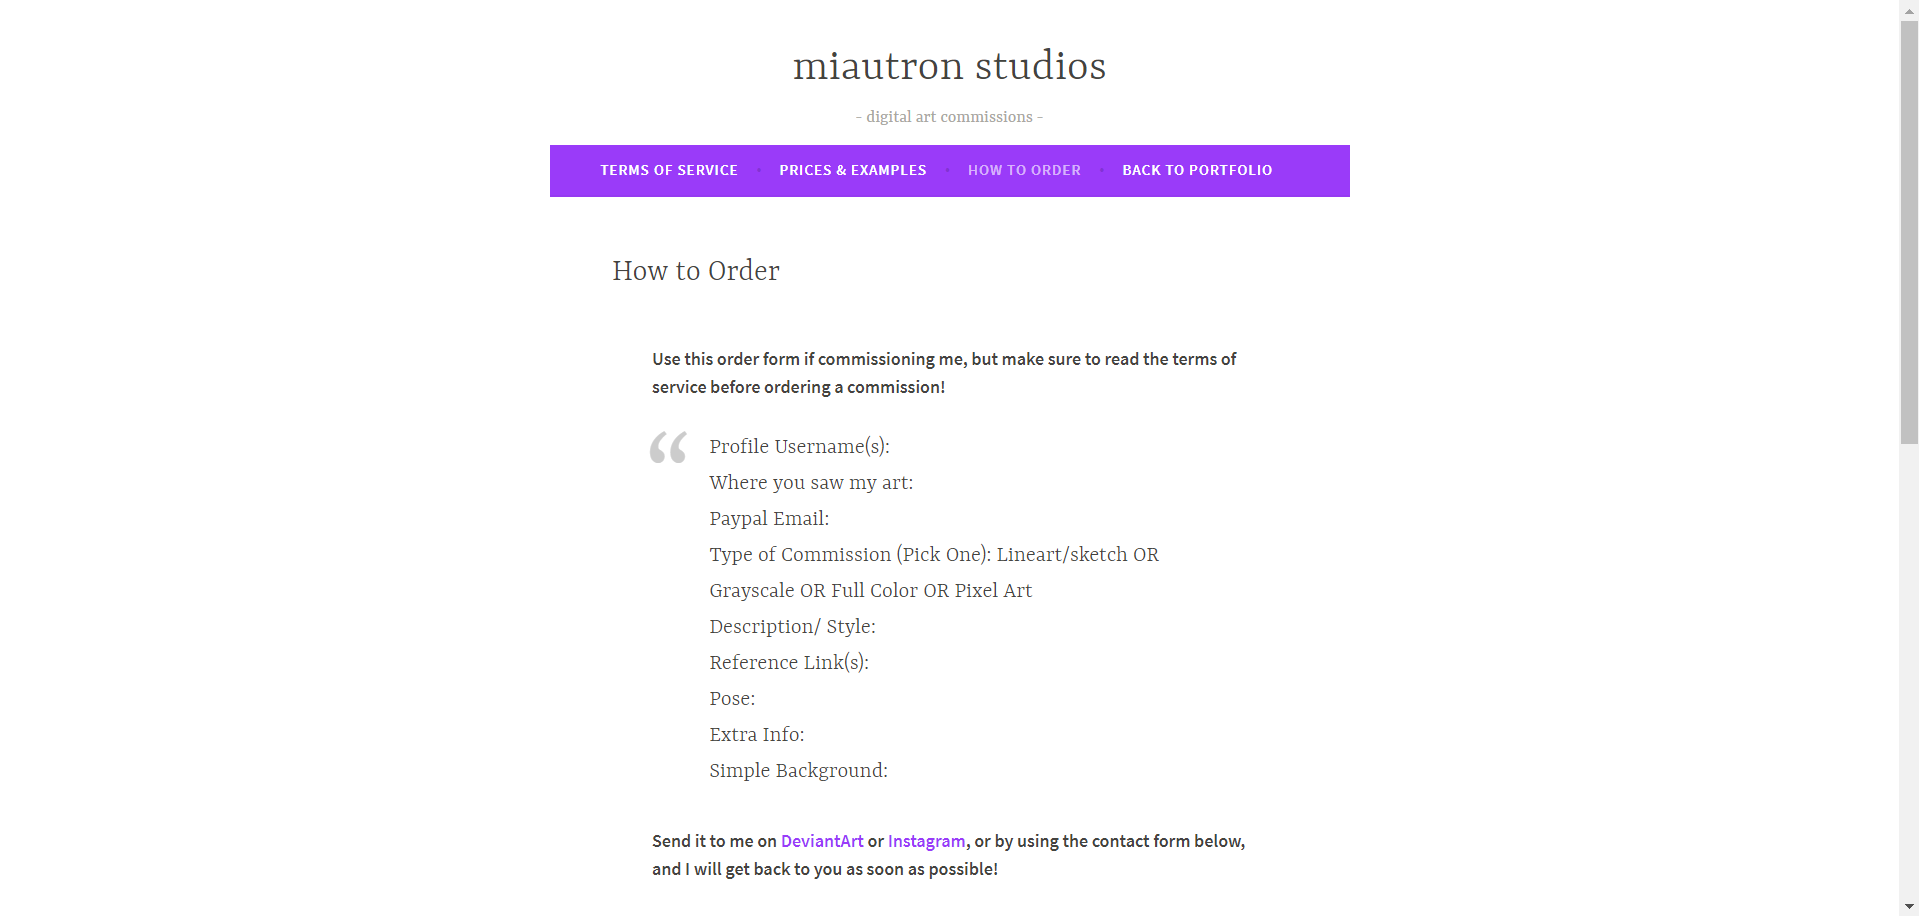 miautron studios
- digital art commissions -
TERMS OF SERVICE • PRICES & EXAMPLES • HOW TO ORDER • BACK TO PORTFOLIO
How to Order
Use this order form if commissioning me, but make sure to read the terms of
service before ordering a commission!
“ Profile Username(s):
Where you saw my art:
Paypal Email:
Type of Commission (Pick One): Lineart/sketch OR
Grayscale OR Full Color OR Pixel Art
Description/ Style:
Reference Link(s):
Pose:
Extra Info:
Simple Background:
Send it to me on DeviantArt or Instagram, or by using the contact form below,
and I will get back to you as soon as possible!